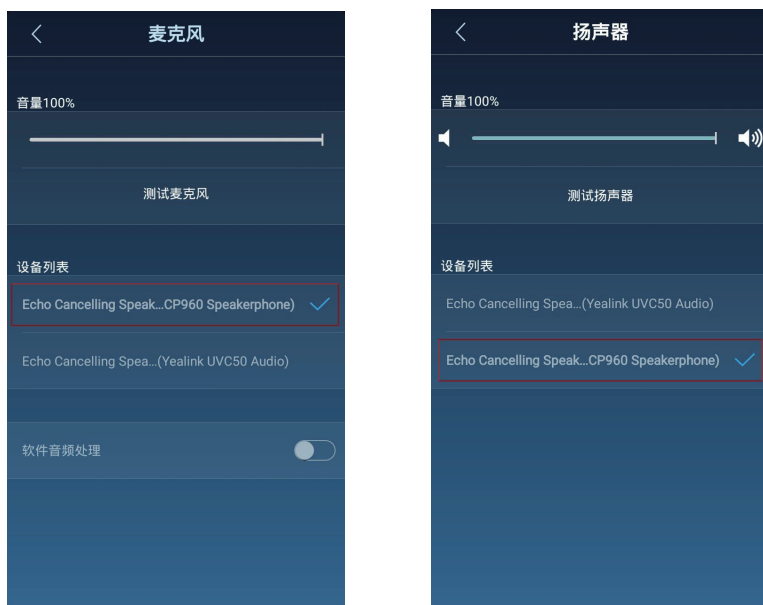 麦克风
音量100%
测试麦克风
设备列表
Echo Cancelling Speak...CP960 Speakerphone)
Echo Cancelling Spea...(Yealink UVC50 Audio)
软件音频处理
扬声器
音量100%
测试扬声器
设备列表
Echo Cancelling Spea...(Yealink UVC50 Audio)
Echo Cancelling Speak...CP960 Speakerphone)